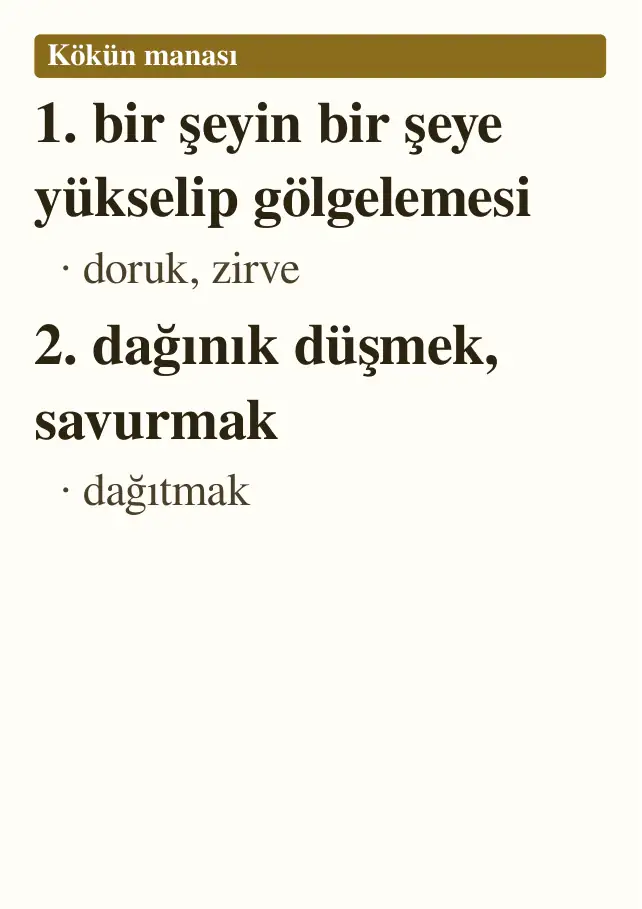 Kökün manası
1. bir şeyin bir şeye
yükselip gölgelemesi
· doruk, zirve
2. dağınık düşmek,
savurmak
· dağıtmak